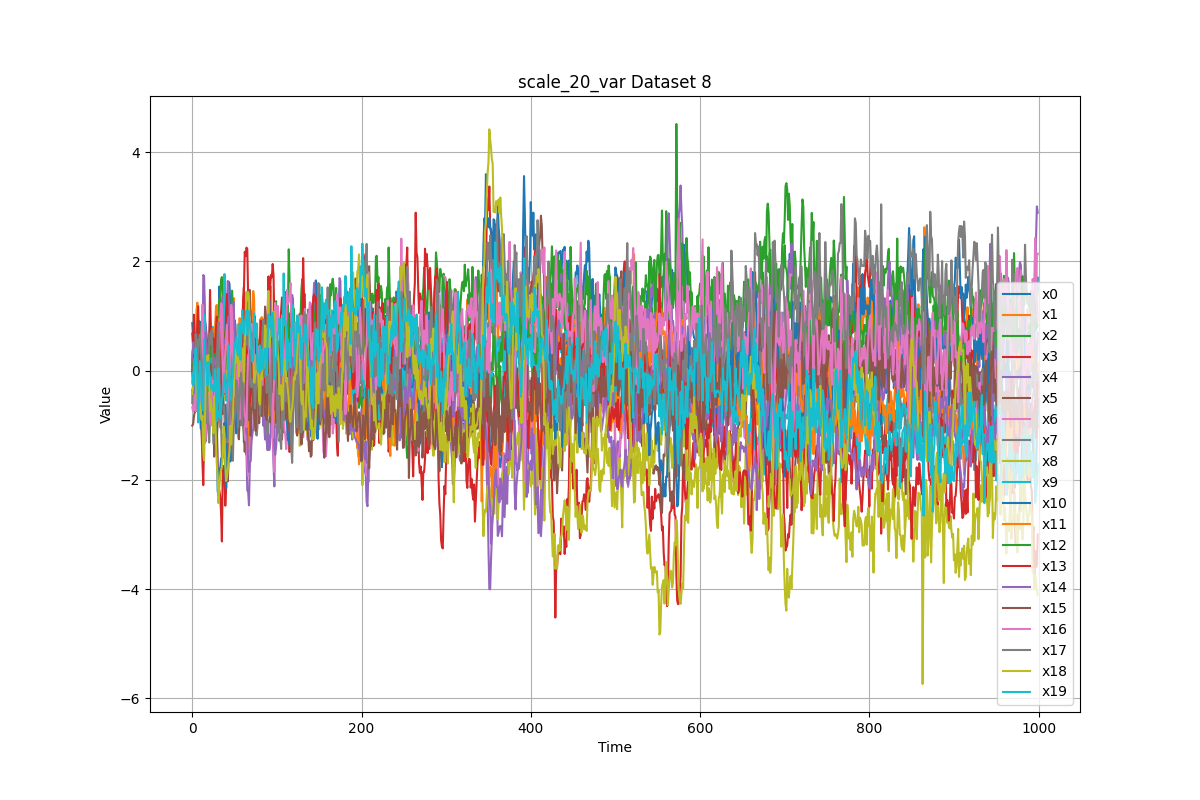 scale_20_var Dataset 8
Value
4
2
0
−2
−4
−6
0
200
400
600
800
1000
Time
x0
x1
x2
x3
x4
x5
x6
x7
x8
x9
x10
x11
x12
x13
x14
x15
x16
x17
x18
x19